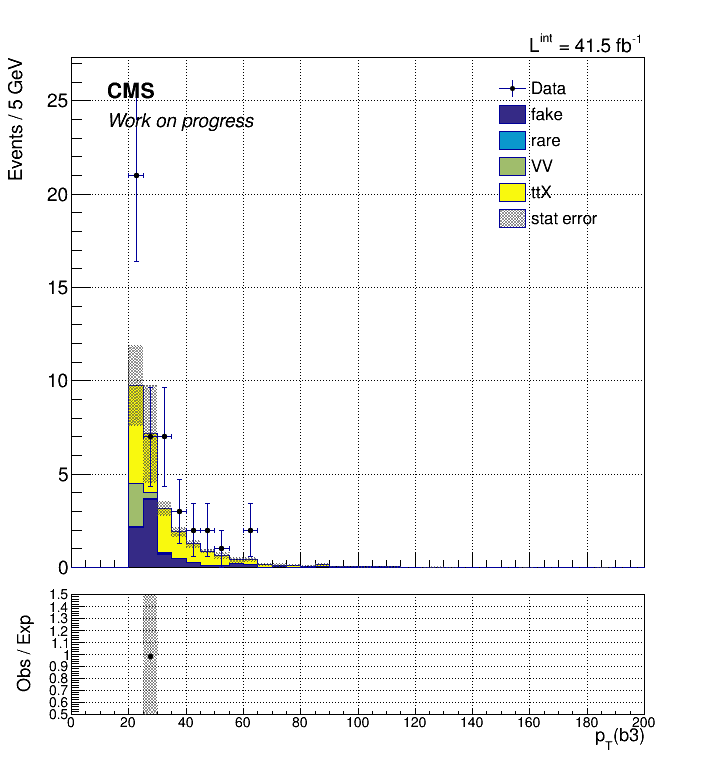 L^int = 41.5 fb^-1
Events / 5 GeV
CMS
Work on progress
Data
fake
rare
VV
ttX
stat error
25
20
15
10
5
0
Obs / Exp
1.5
1.4
1.3
1.2
1.1
1
0.9
0.8
0.7
0.6
0.5
0 20 40 60 80 100 120 140 160 180 200
p_T(b3)